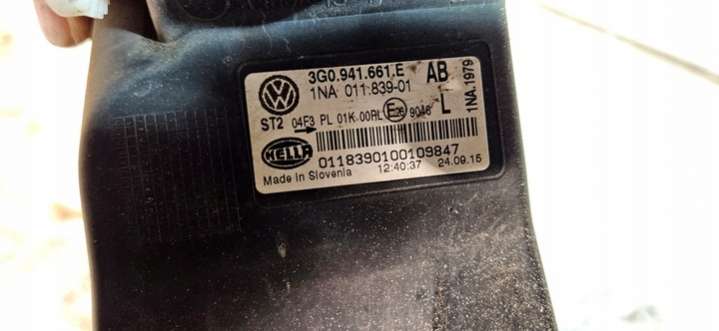 3G0.941.661.E AB
1NA 011.839-01
ST2 04F3 PL 01K 00RL E26 9046 L
1NA.1979
HELLA
0118390100109847
Made in Slovenia 12:40:37 24.09.15